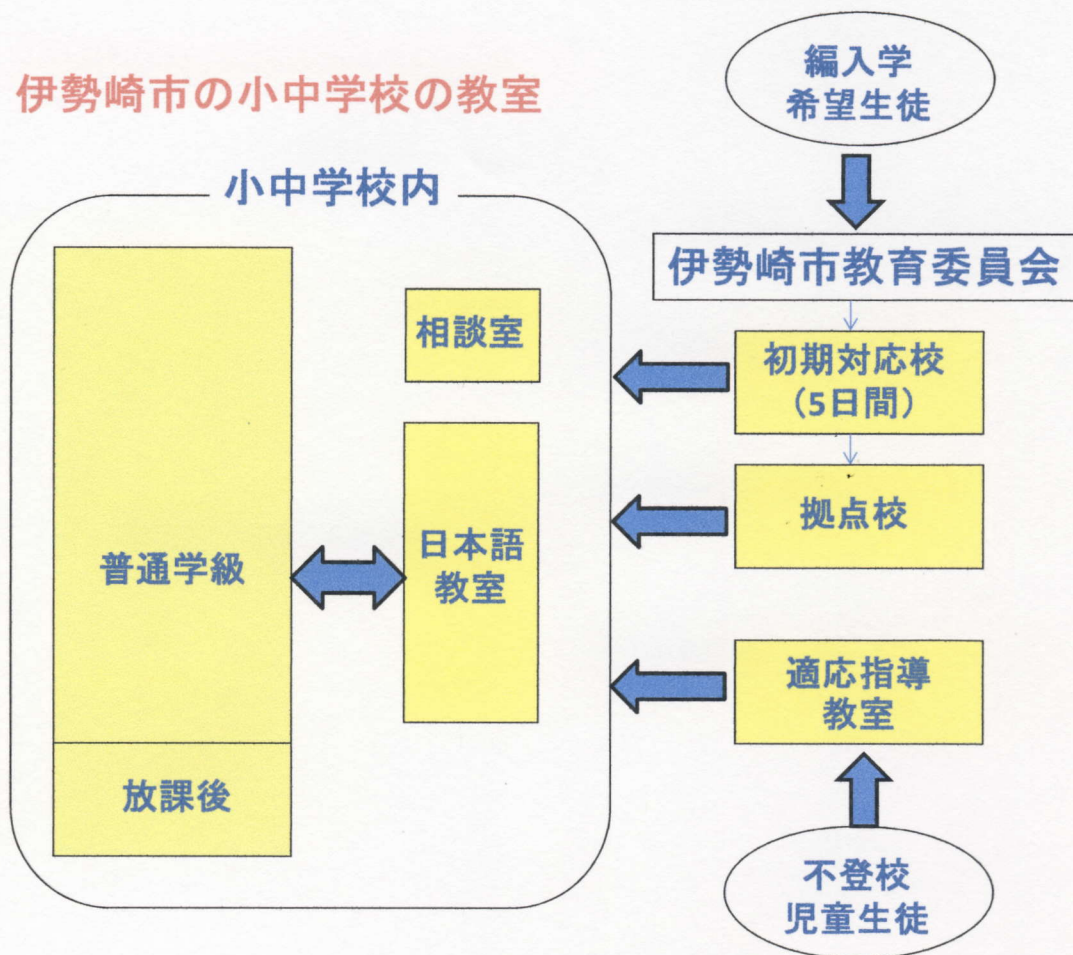 伊勢崎市の小中学校の教室
小中学校内
普通学級
放課後
相談室
日本語
教室
編入学
希望生徒
伊勢崎市教育委員会
初期対応校
(5日間)
拠点校
適応指導
教室
不登校
児童生徒